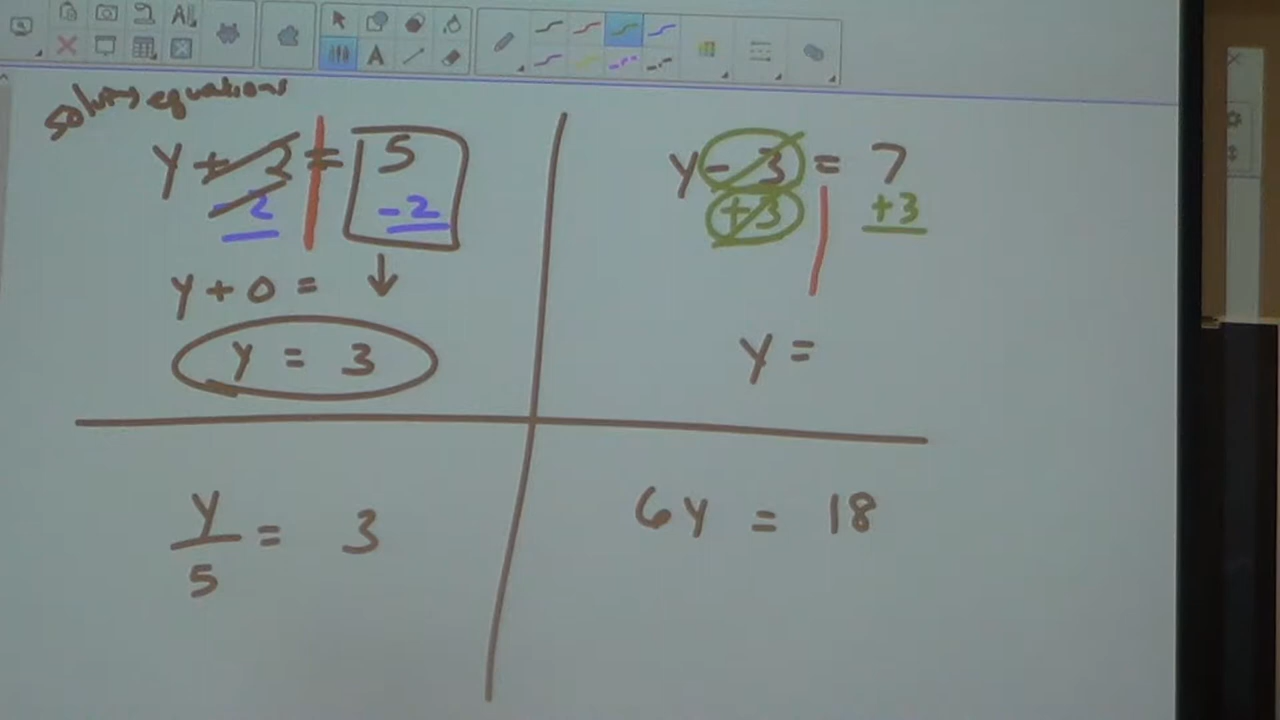 solving equations
y + 2 = 5
-2 -2
y + 0 = ↓
y = 3
y - 3 = 7
+3 +3
y =
y/5 = 3
6y = 18